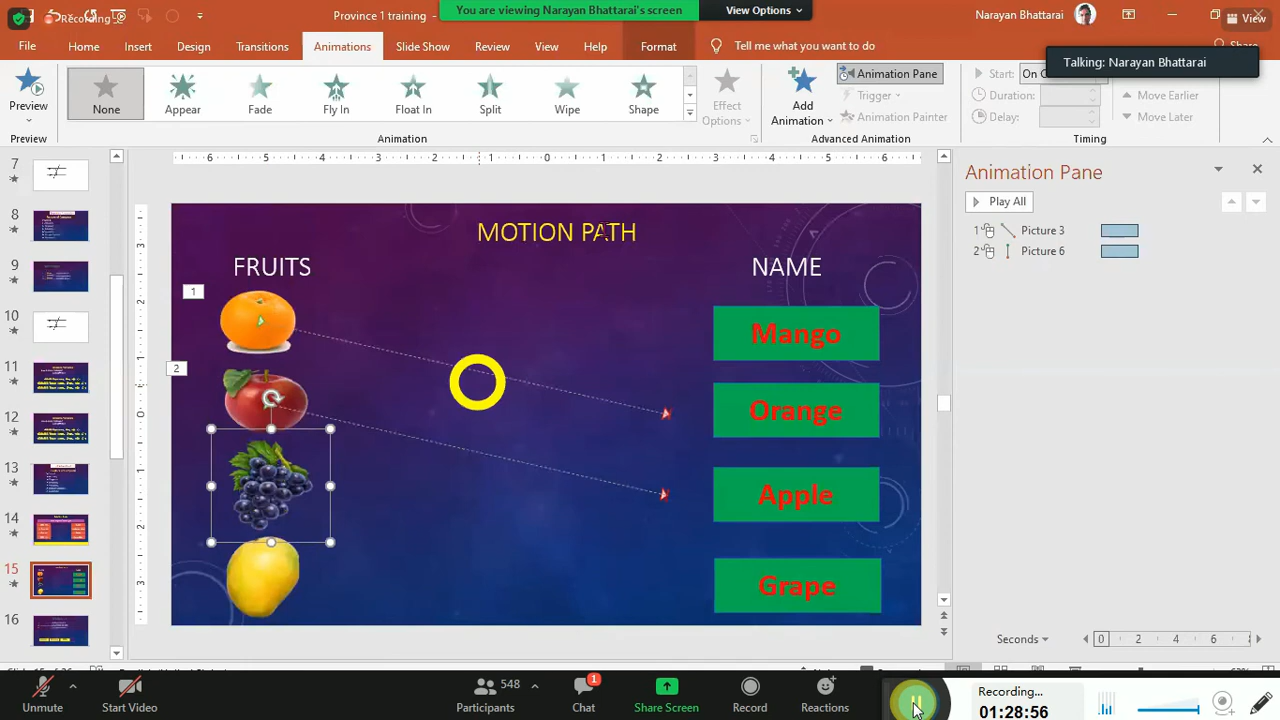 Recording
Province 1 training
You are viewing Narayan Bhattarai's screen
View Options
Narayan Bhattarai
View
File
Home
Insert
Design
Transitions
Animations
Slide Show
Review
View
Help
Format
Tell me what you want to do
Share
Talking: Narayan Bhattarai
Preview
None
Appear
Fade
Fly In
Float In
Split
Wipe
Shape
Effect
Options
Add
Animation
Animation Pane
Trigger
Animation Painter
Start:
Duration:
Delay:
Move Earlier
Move Later
Preview
Animation
Advanced Animation
Timing
7
8
9
10
11
12
13
14
15
16
MOTION PATH
FRUITS
NAME
1
2
Mango
Orange
Apple
Grape
Animation Pane
Play All
1 Picture 3
2 Picture 6
Seconds
0 2 4 6
Unmute
Start Video
548
Participants
1
Chat
Share Screen
Record
Reactions
Recording...
01:28:56